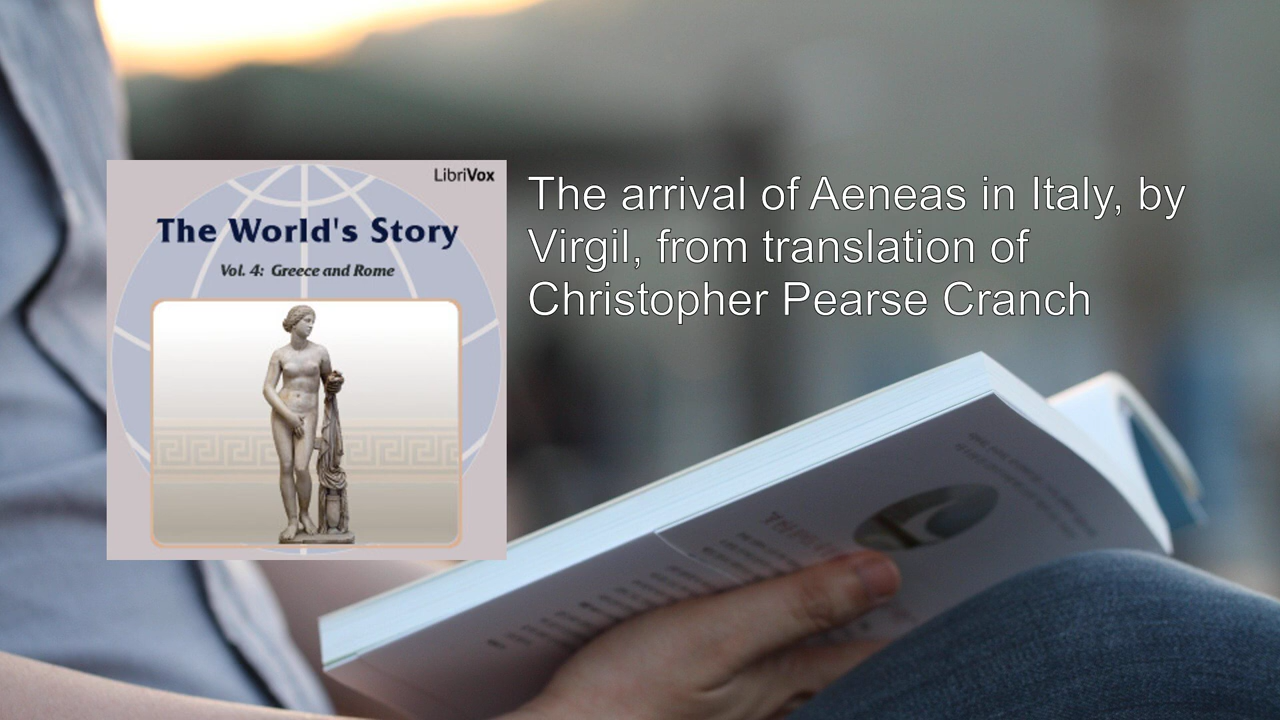 LibriVox
The World's Story
Vol. 4: Greece and Rome
The arrival of Aeneas in Italy, by
Virgil, from translation of
Christopher Pearse Cranch